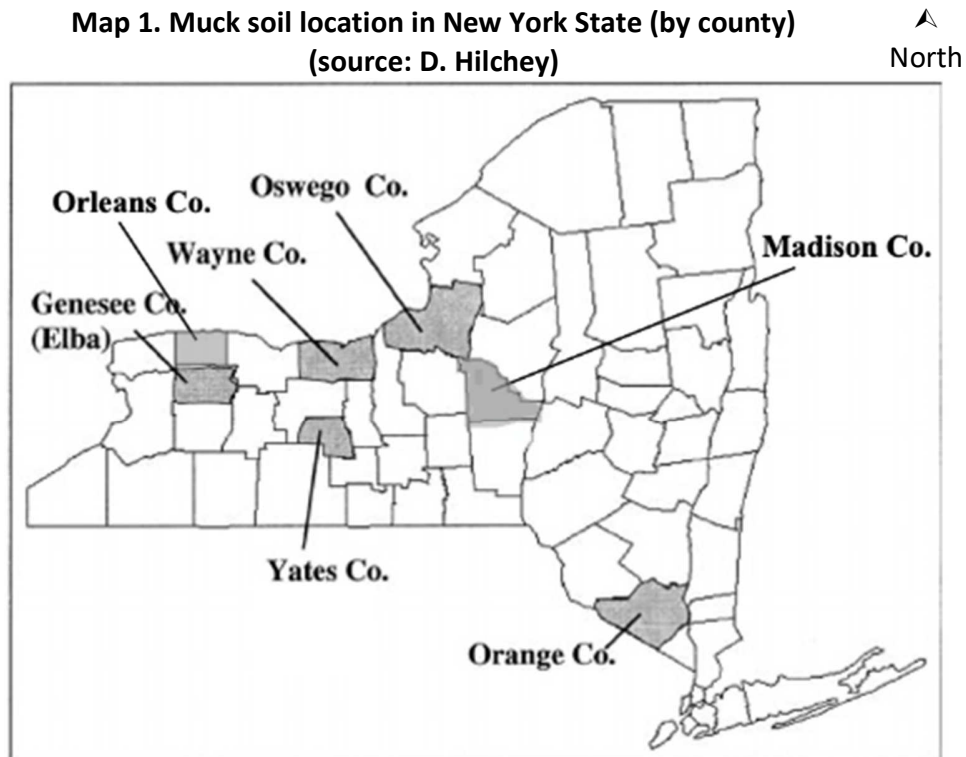 Map 1. Muck soil location in New York State (by county)
(source: D. Hilchey)
North
Oswego Co.
Orleans Co.
Wayne Co.
Madison Co.
Genesee Co.
(Elba)
Yates Co.
Orange Co.